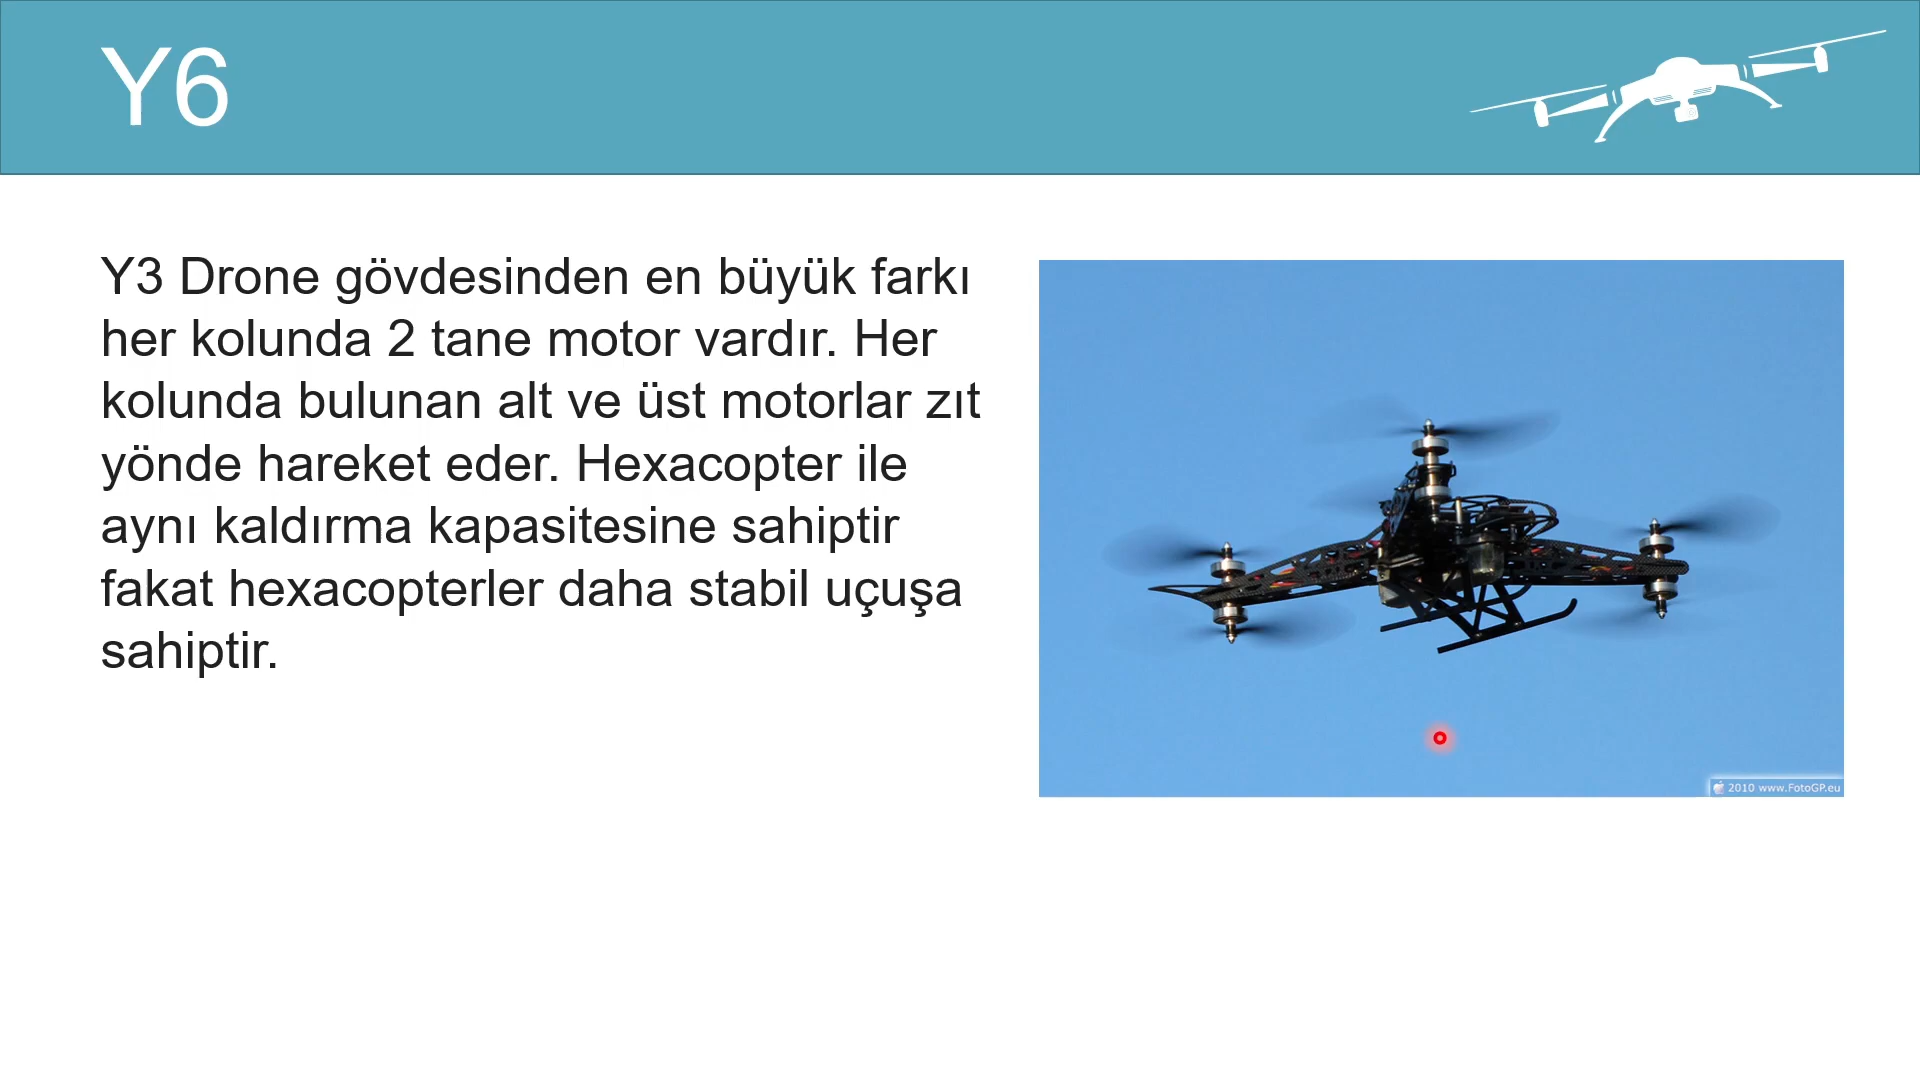 Y6
Y3 Drone gövdesinden en büyük farkı
her kolunda 2 tane motor vardır. Her
kolunda bulunan alt ve üst motorlar zıt
yönde hareket eder. Hexacopter ile
aynı kaldırma kapasitesine sahiptir
fakat hexacopterler daha stabil uçuşa
sahiptir.
2010 www.FotoGP.eu